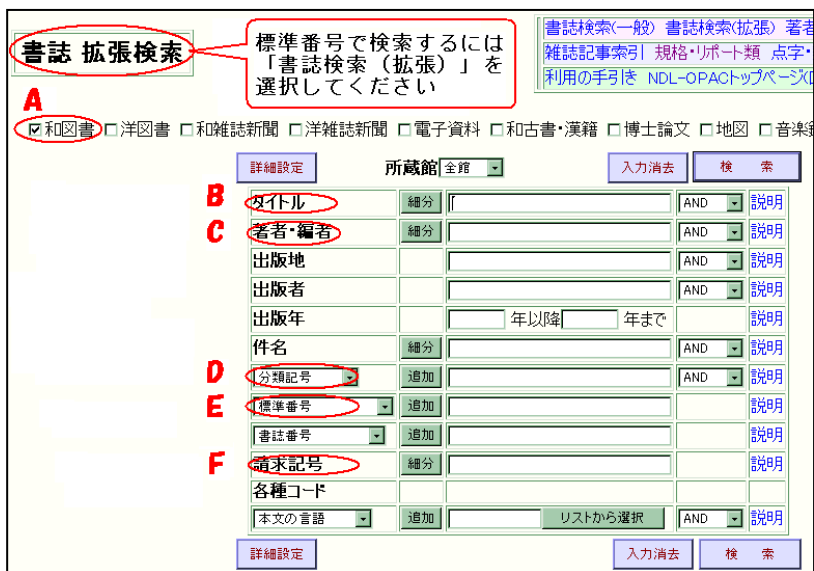 書誌 拡張検索
標準番号で検索するには
「書誌検索（拡張）」を
選択してください
書誌検索(一般) 書誌検索(拡張) 著者
雑誌記事索引 規格・リポート類 点字・
利用の手引き NDL-OPACトップページ
A
和図書 洋図書 和雑誌新聞 洋雑誌新聞 電子資料 和古書・漢籍 博士論文 地図 音楽
詳細設定 所蔵館 全館 入力消去 検 索
B タイトル 細分 AND 説明
C 著者・編者 細分 AND 説明
出版地 AND 説明
出版者 AND 説明
出版年 年以降 年まで 説明
件名 細分 AND 説明
D 分類記号 追加 AND 説明
E 標準番号 追加 説明
書誌番号 追加 説明
F 請求記号 細分 説明
各種コード
本文の言語 追加 リストから選択 AND 説明
詳細設定 入力消去 検 索